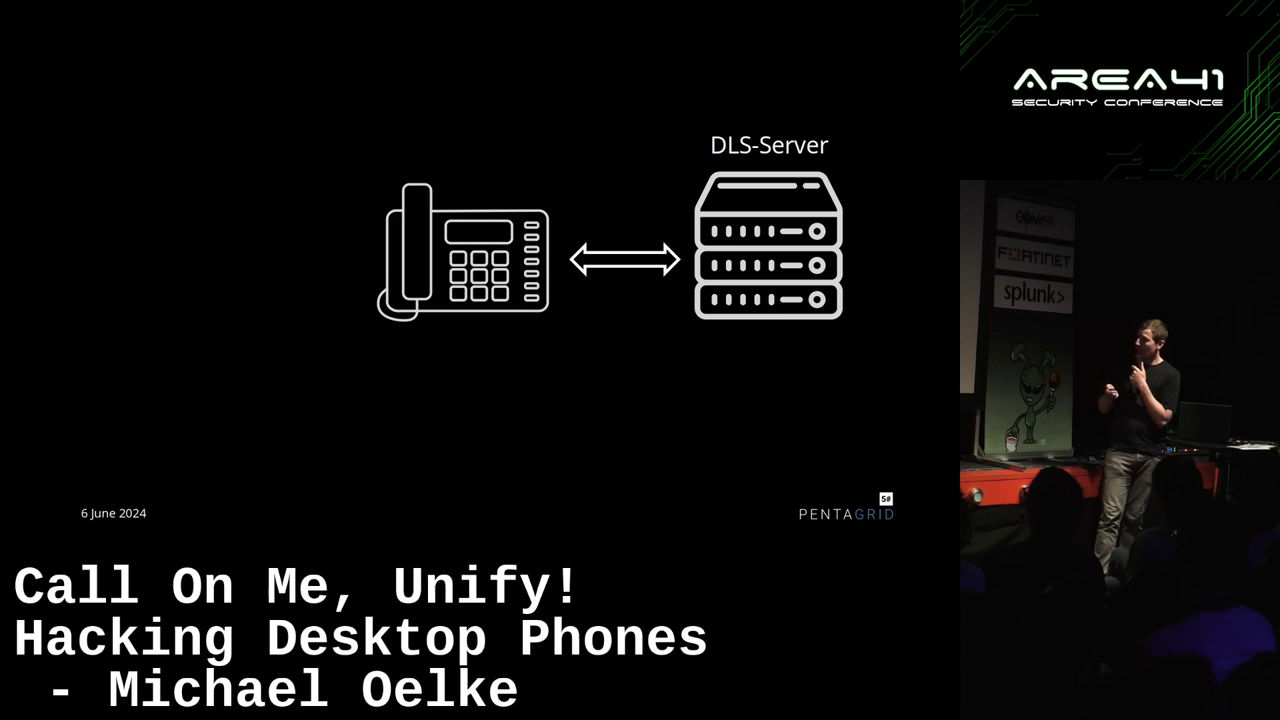 AREA41
SECURITY CONFERENCE
DLS-Server
FORTINET
splunk>
6 June 2024
5#
PENTAGRID
Call On Me, Unify!
Hacking Desktop Phones
- Michael Oelke